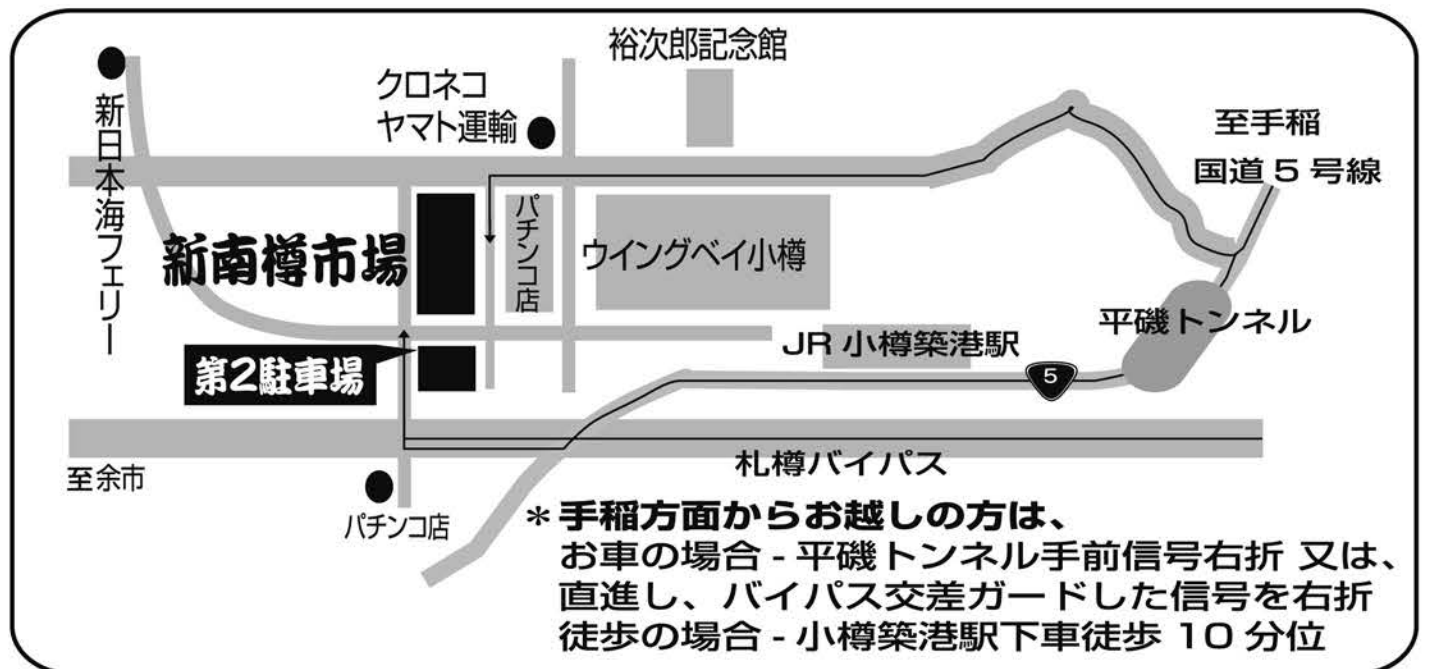 裕次郎記念館
クロネコ
ヤマト運輸
新日本海フェリー
至手稲
国道5号線
新南樽市場
パチンコ店
ウイングベイ小樽
平磯トンネル
JR 小樽築港駅
第2駐車場
5
札樽バイパス
至余市
パチンコ店
*手稲方面からお越しの方は、
お車の場合 - 平磯トンネル手前信号右折 又は、
直進し、バイパス交差ガードした信号を右折
徒歩の場合 - 小樽築港駅下車徒歩 10 分位